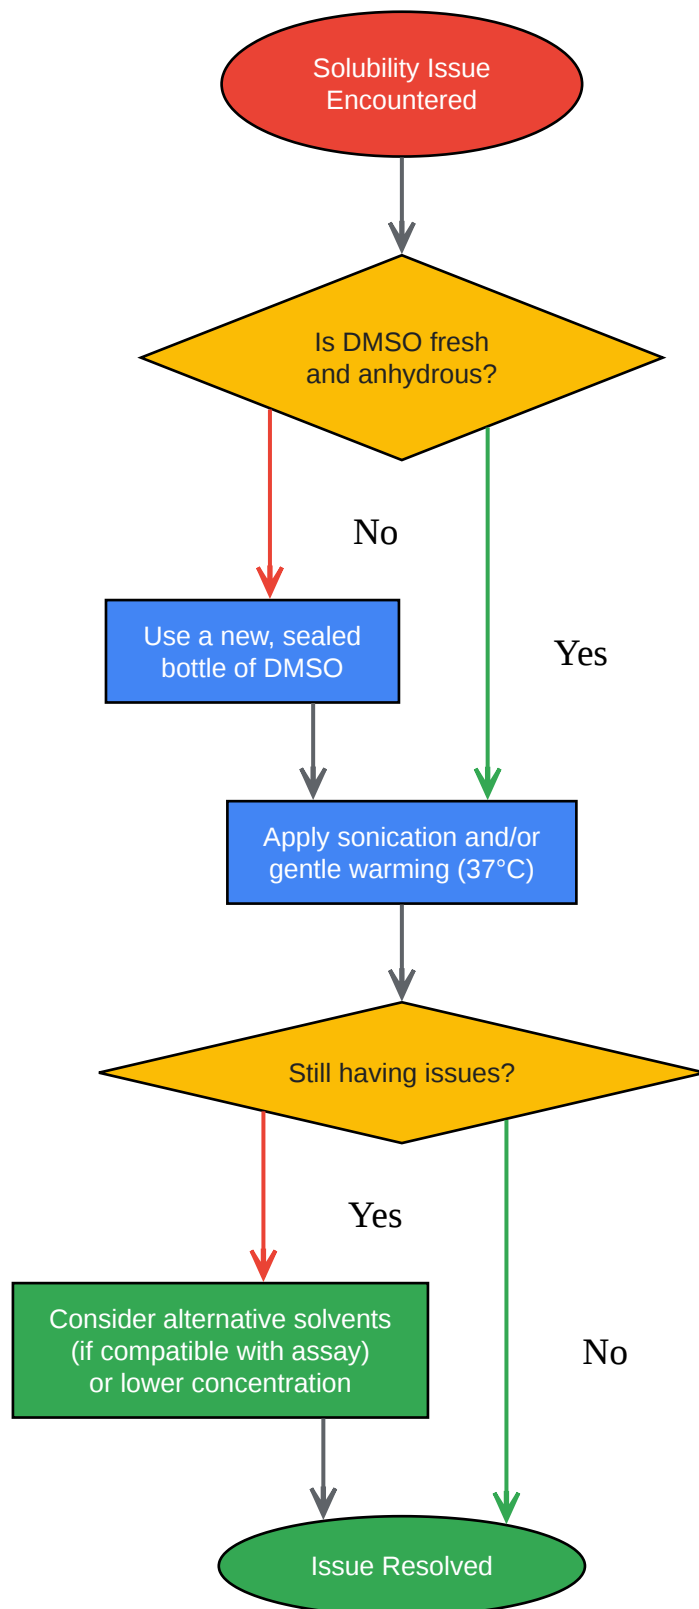 Solubility Issue
Encountered
Is DMSO fresh
and anhydrous?
No
Use a new, sealed
bottle of DMSO
Yes
Apply sonication and/or
gentle warming (37°C)
Still having issues?
Yes
Consider alternative solvents
(if compatible with assay)
or lower concentration
No
Issue Resolved